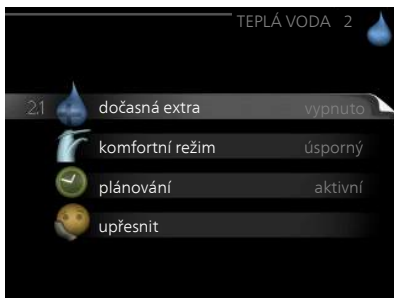 TEPLÁ VODA 2
2.1 dočasná extra vypnuto
komfortní režim úsporný
plánování aktivní
upřesnit